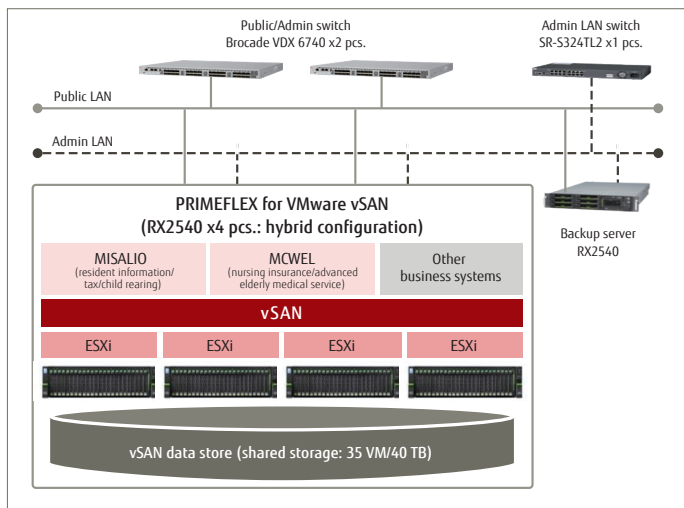 Public/Admin switch
Brocade VDX 6740 x2 pcs.
Admin LAN switch
SR-S324TL2 x1 pcs.
Public LAN
Admin LAN
PRIMEFLEX for VMware vSAN
(RX2540 x4 pcs.: hybrid configuration)
Backup server
RX2540
MISALIO
(resident information/
tax/child rearing)
MCWEL
(nursing insurance/advanced
elderly medical service)
Other
business systems
vSAN
ESXi
ESXi
ESXi
ESXi
vSAN data store (shared storage: 35 VM/40 TB)